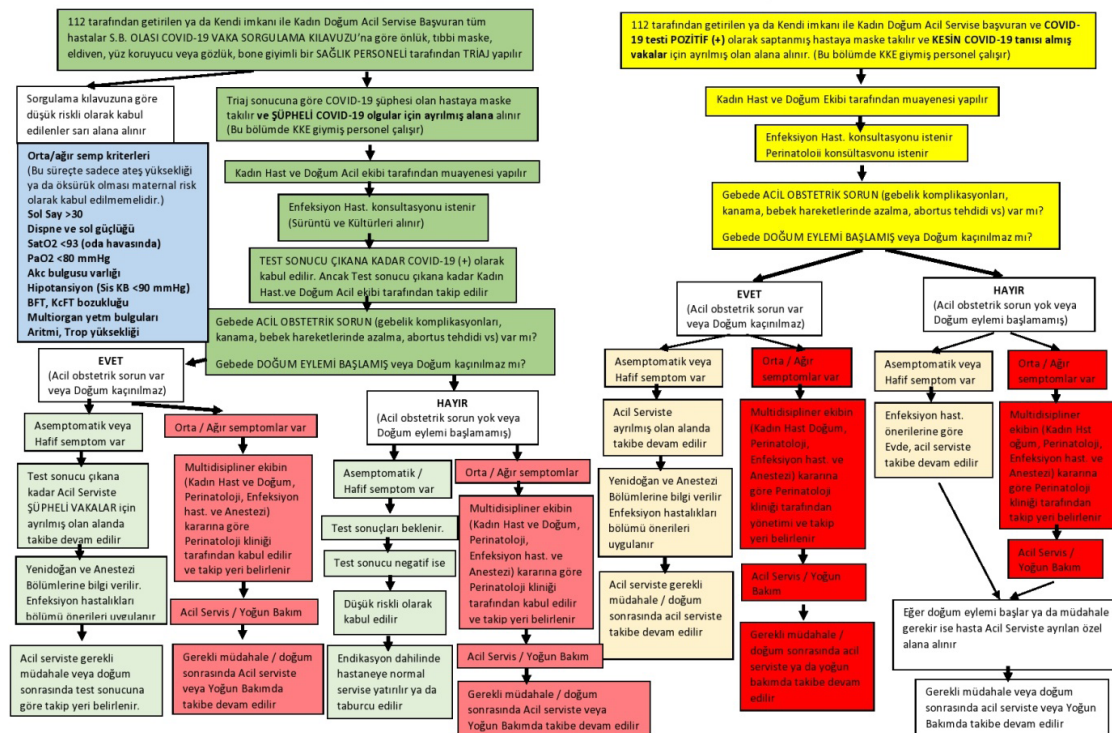 112 tarafından getirilen ya da Kendi imkanı ile Kadın Doğum Acil Servise Başvuran tüm
hastalar S.B. OLASI COVID-19 VAKA SORGULAMA KILAVUZU’na göre önlük, tıbbi maske,
eldiven, yüz koruyucu veya gözlük, bone giyimli bir SAĞLIK PERSONELİ tarafından TRİAJ yapılır
Sorgulama kılavuzuna göre
düşük riskli olarak kabul
edilenler sarı alana alınır
Orta/ağır semp kriterleri
(Bu süreçte sadece ateş yüksekliği
ya da öksürük olması maternal risk
olarak kabul edilmemelidir.)
Sol Say >30
Dispne ve sol güçlüğü
SatO2 <93 (oda havasında)
PaO2 <80 mmHg
Akc bulgusu varlığı
Hipotansiyon (Sis KB <90 mmHg)
BFT, KcFT bozukluğu
Multiorgan yetm bulguları
Aritmi, Trop yüksekliği
Triaj sonucuna göre COVID-19 şüphesi olan hastaya maske
takılır ve ŞÜPHELİ COVID-19 olgular için ayrılmış alana alınır
(Bu bölümde KKE giymiş personel çalışır)
Kadın Hast ve Doğum Acil ekibi tarafından muayenesi yapılır
Enfeksiyon Hast. konsultasyonu istenir
(Sürüntü ve Kültürleri alınır)
TEST SONUCU ÇIKANA KADAR COVID-19 (+) olarak
kabul edilir. Ancak Test sonucu çıkana kadar Kadın
Hast.ve Doğum Acil ekibi tarafından takip edilir
Gebede ACİL OBSTETRİK SORUN (gebelik komplikasyonları,
kanama, bebek hareketlerinde azalma, abortus tehdidi vs) var mı?
Gebede DOĞUM EYLEMİ BAŞLAMIŞ veya Doğum kaçınılmaz mı?
EVET
(Acil obstetrik sorun var
veya Doğum kaçınılmaz)
Asemptomatik veya
Hafif semptom var
Test sonucu çıkana
kadar Acil Serviste
ŞÜPHELİ VAKALAR için
ayrılmış olan alanda
takibe devam edilir
Yenidoğan ve Anestezi
Bölümlerine bilgi verilir.
Enfeksiyon hastalıkları
bölümü önerileri uygulanır
Acil serviste gerekli
müdahale veya doğum
sonrasında test sonucuna
göre takip yeri belirlenir.
Orta / Ağır semptomlar var
Multidisipliner ekibin
(Kadın Hast ve Doğum,
Perinatoloji, Enfeksiyon
hast. ve Anestezi)
kararına göre
Perinatoloji kliniği
tarafından kabul edilir
ve takip yeri belirlenir
Acil Servis / Yoğun Bakım
Gerekli müdahale / doğum
sonrasında Acil serviste
veya Yoğun Bakımda
takibe devam edilir
HAYIR
(Acil obstetrik sorun yok veya
Doğum eylemi başlamamış)
Asemptomatik /
Hafif semptom var
Test sonuçları beklenir.
Test sonucu negatif ise
Düşük riskli olarak
kabul edilir
Endikasyon dahilinde
hastaneye normal
servise yatırılır ya da
taburcu edilir
Orta / Ağır semptomlar
Multidisipliner ekibin
(Kadın Hast ve Doğum,
Perinatoloji,
Enfeksiyon hast. ve
Anestezi) kararına göre
Perinatoloji kliniği
tarafından kabul edilir
ve takip yeri belirlenir
Acil Servis / Yoğun Bakım
Gerekli müdahale / doğum
sonrasında Acil serviste veya
Yoğun Bakımda takibe devam edilir
112 tarafından getirilen ya da Kendi imkanı ile Kadın Doğum Acil Servise başvuran ve COVID-
19 testi POZİTİF (+) olarak saptanmış hastaya maske takılır ve KESİN COVID-19 tanısı almış
vakalar için ayrılmış olan alana alınır. (Bu bölümde KKE giymiş personel çalışır)
Kadın Hast ve Doğum Ekibi tarafından muayenesi yapılır
Enfeksiyon Hast. konsultasyonu istenir
Perinatoloji konsültasyonu istenir
Gebede ACİL OBSTETRİK SORUN (gebelik komplikasyonları,
kanama, bebek hareketlerinde azalma, abortus tehdidi vs) var mı?
Gebede DOĞUM EYLEMİ BAŞLAMIŞ veya Doğum kaçınılmaz mı?
EVET
(Acil obstetrik sorun var
veya Doğum kaçınılmaz)
Asemptomatik veya
Hafif semptom var
Acil Serviste
ayrılmış olan alanda
takibe devam edilir
Yenidoğan ve Anestezi
Bölümlerine bilgi verilir
Enfeksiyon hastalıkları
bölümü önerileri
uygulanır
Acil serviste gerekli
müdahale / doğum
sonrasında acil serviste
takibe devam edilir
Orta / Ağır
semptomlar var
Multidisipliner ekibin
(Kadın Hast Doğum,
Perinatoloji,
Enfeksiyon hast. ve
Anestezi) kararına
göre Perinatoloji
kliniği tarafından
yönetimi ve takip
yeri belirlenir
Acil Servis / Yoğun
Bakım
Gerekli müdahale /
doğum sonrasında acil
serviste ya da yoğun
bakımda takibe devam
edilir
HAYIR
(Acil obstetrik sorun yok veya
Doğum eylemi başlamamış)
Asemptomatik veya
Hafif semptom var
Enfeksiyon hast.
önerilerine göre
Evde, acil serviste
takibe devam edilir
Orta / Ağır
semptomlar var
Multidisipliner
ekibin (Kadın Hst
oğum, Perinatoloji,
Enfeksiyon hast. ve
Anestezi) kararına
göre Perinatoloji
kliniği tarafından
takip yeri belirlenir
Acil Servis /
Yoğun Bakım
Eğer doğum eylemi başlar ya da müdahale
gerekir ise hasta Acil Serviste ayrılan özel
alana alınır
Gerekli müdahale veya doğum
sonrasında acil serviste veya Yoğun
Bakımda takibe devam edilir